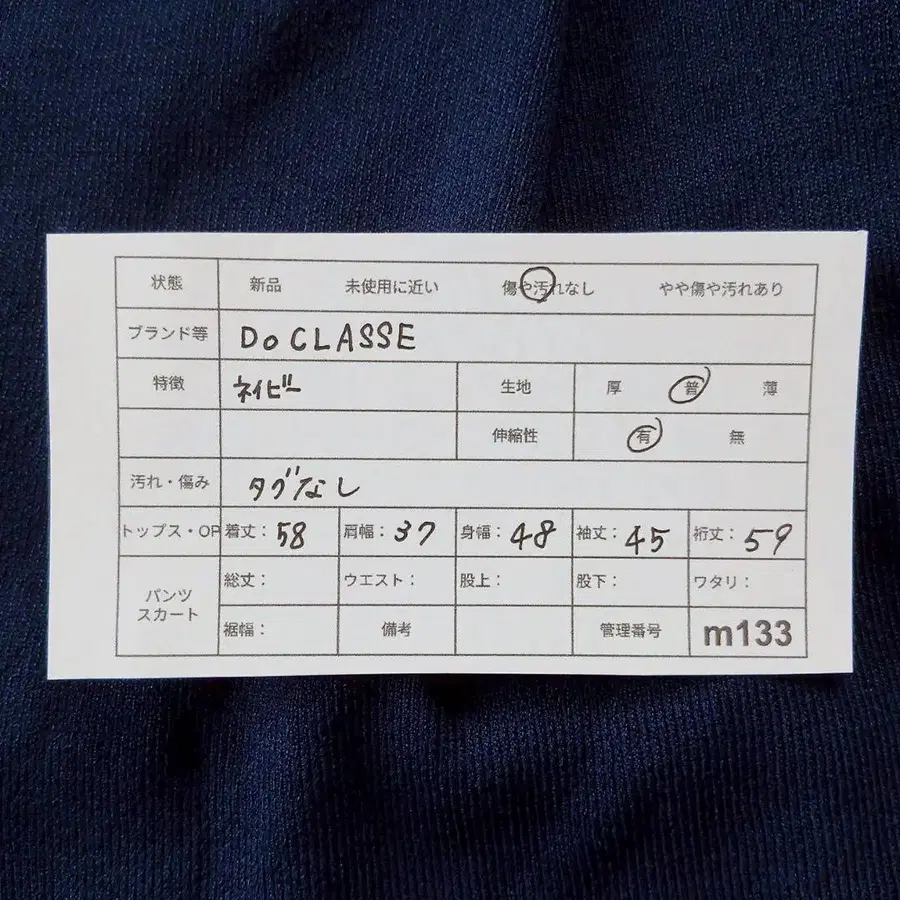 状態 新品 未使用に近い 傷や汚れなし やや傷や汚れあり
ブランド等 Do CLASSE
特徴 ネイビー 生地 厚 普 薄
伸縮性 有 無
汚れ・傷み タグなし
トップス・OP 着丈：58 肩幅：37 身幅：48 袖丈：45 裄丈：59
パンツ スカート 総丈： ウエスト： 股上： 股下： ワタリ：
裾幅： 備考 管理番号 m133